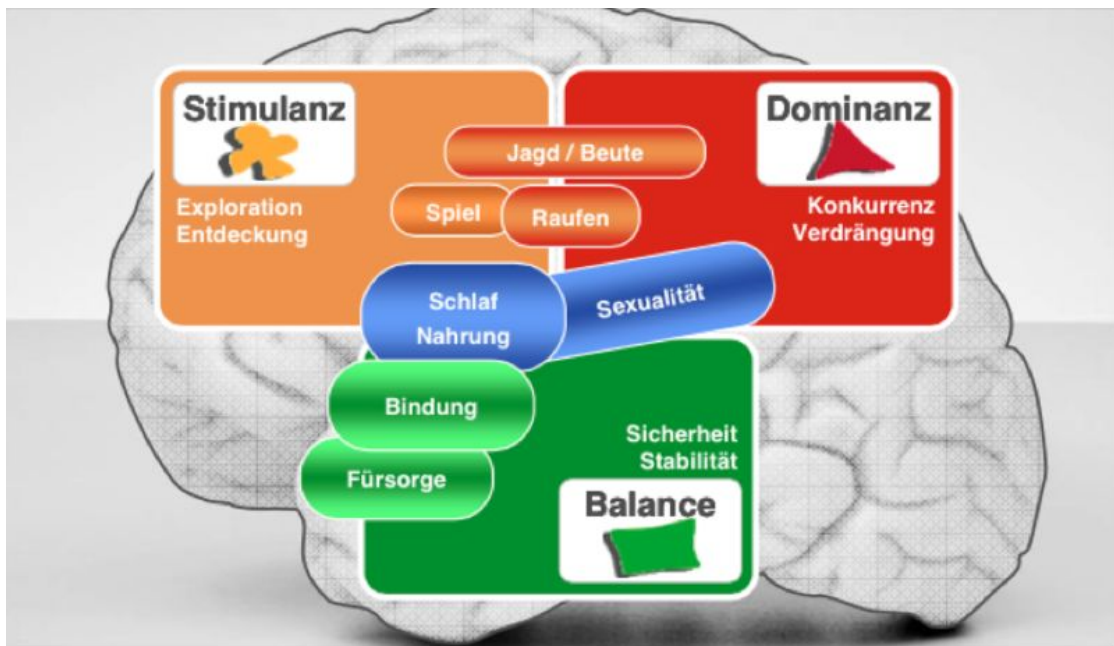 Stimulanz
Exploration
Entdeckung
Dominanz
Konkurrenz
Verdrängung
Jagd / Beute
Spiel
Raufen
Schlaf
Nahrung
Sexualität
Bindung
Fürsorge
Sicherheit
Stabilität
Balance